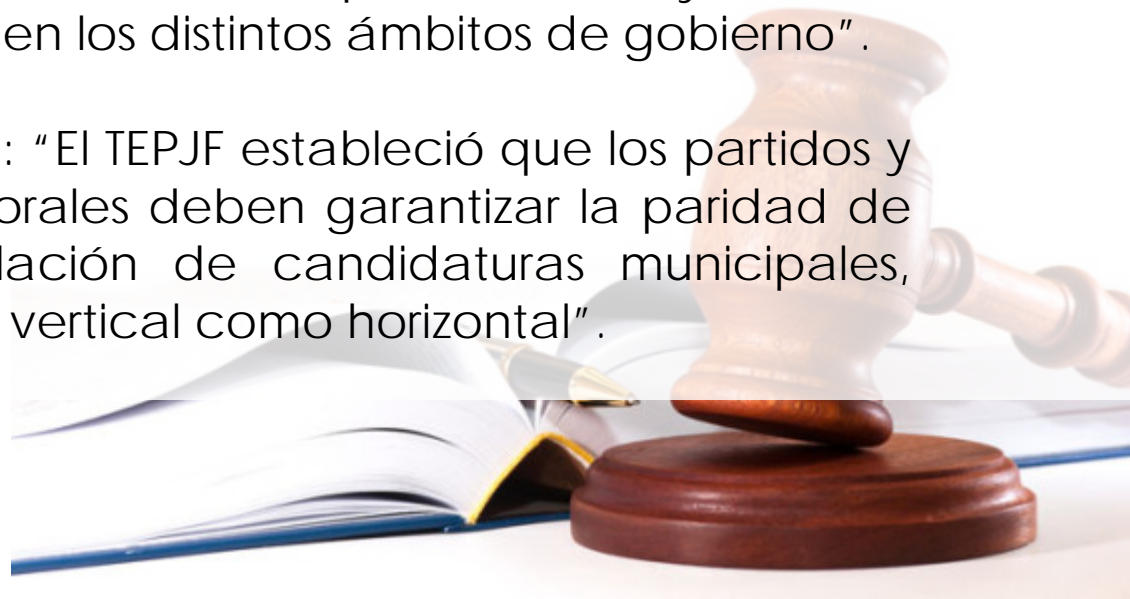 en los distintos ámbitos de gobierno”.
: “El TEPJF estableció que los partidos y
orales deben garantizar la paridad de
lación de candidaturas municipales,
vertical como horizontal”.